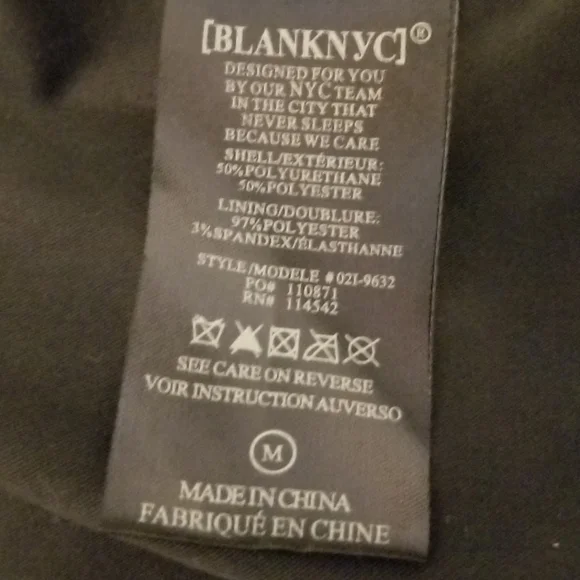 [BLANKNYC]®
DESIGNED FOR YOU
BY OUR NYC TEAM
IN THE CITY THAT
NEVER SLEEPS
BECAUSE WE CARE
SHELL/EXTÉRIEUR:
50%POLYURETHANE
50%POLYESTER
LINING/DOUBLURE:
97%POLYESTER
3%SPANDEX/ÉLASTHANNE
STYLE/MODELE #02I-9632
PO# 110871
RN# 114542
SEE CARE ON REVERSE
VOIR INSTRUCTION AUVERSO
M
MADE IN CHINA
FABRIQUÉ EN CHINE